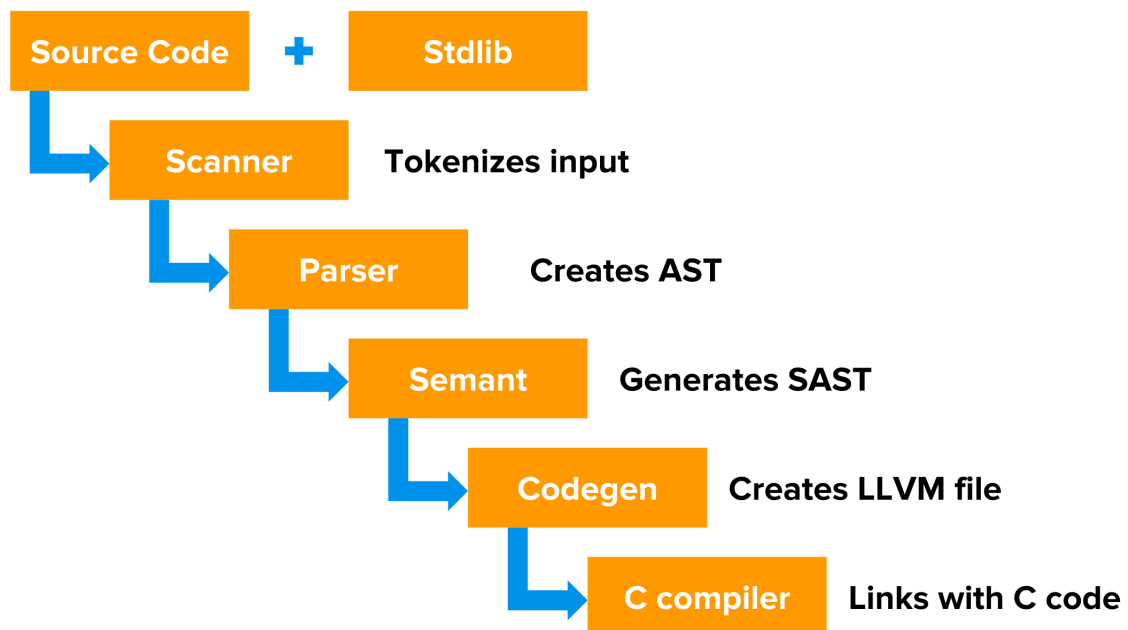 Source Code + Stdlib
Scanner Tokenizes input
Parser Creates AST
Semant Generates SAST
Codegen Creates LLVM file
C compiler Links with C code